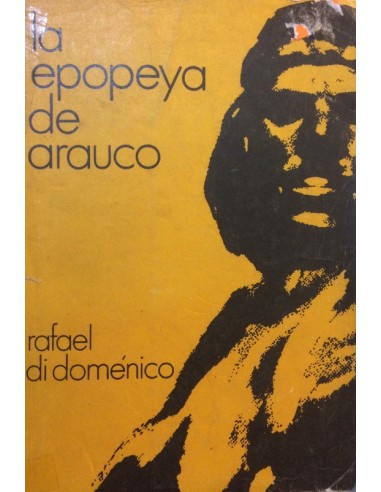 la
epopeya
de
arauco
rafael
di doménico